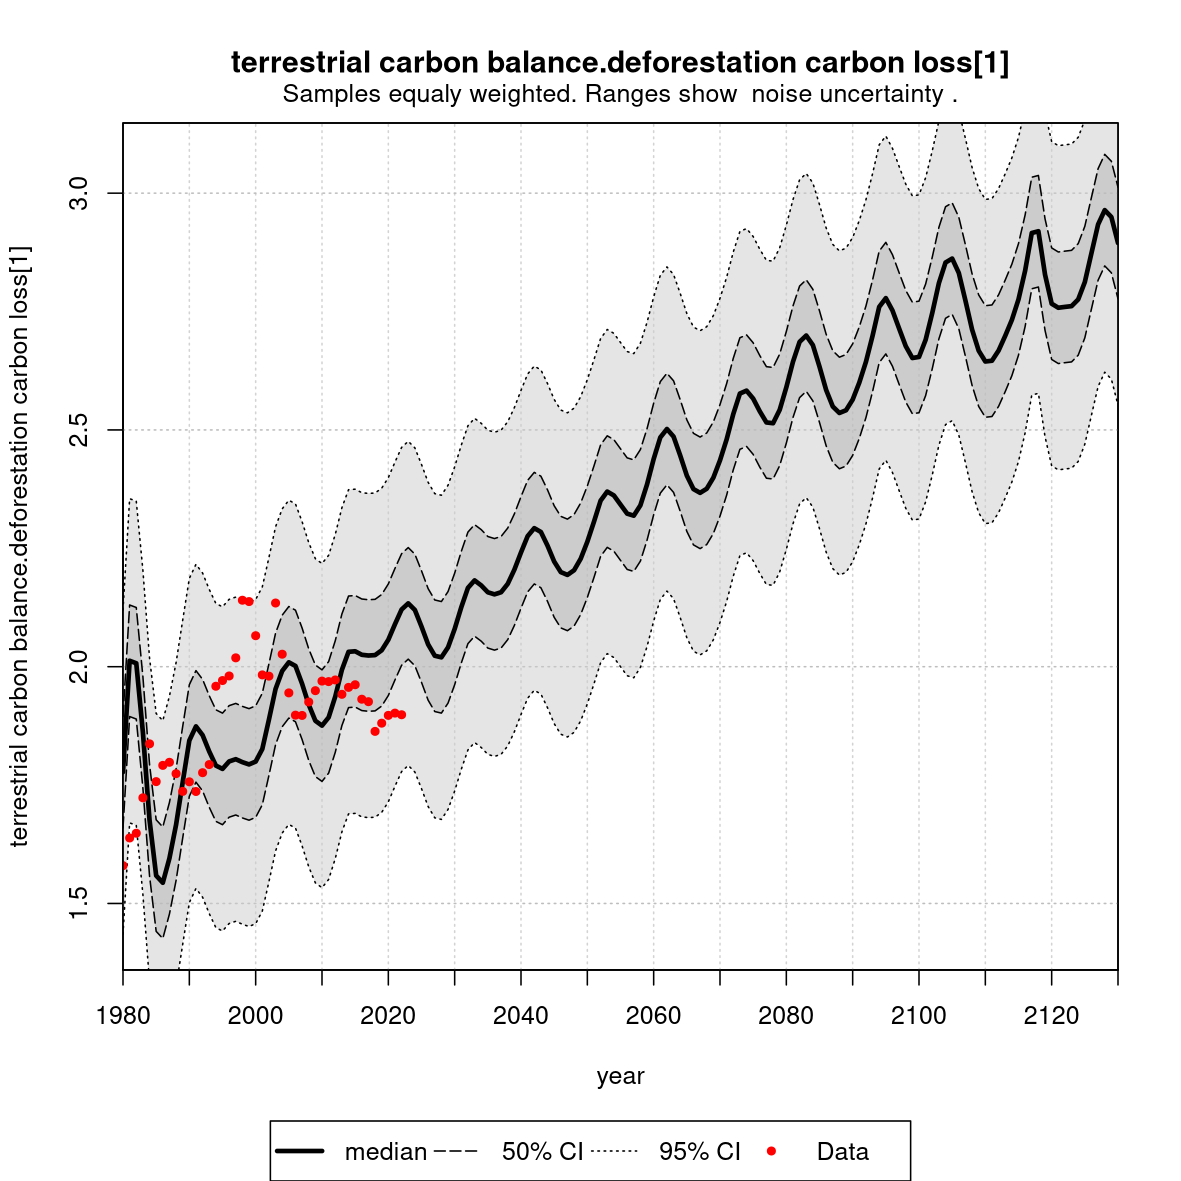 terrestrial carbon balance.deforestation carbon loss[1]
Samples equaly weighted. Ranges show  noise uncertainty .
terrestrial carbon balance.deforestation carbon loss[1]
3.0
2.5
2.0
1.5
1980 2000 2020 2040 2060 2080 2100 2120
year
median 50% CI 95% CI Data